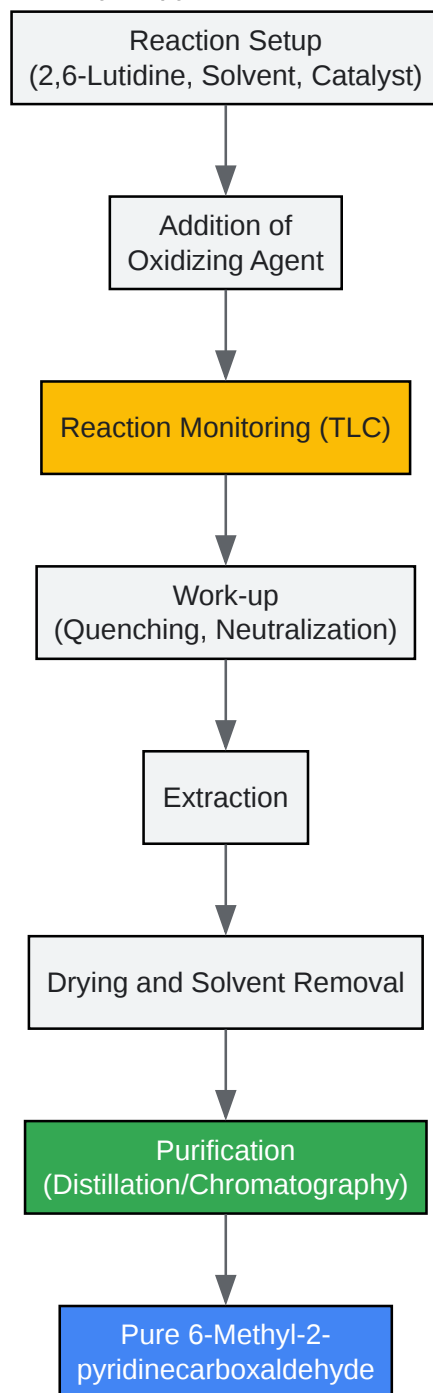 Reaction Setup
(2,6-Lutidine, Solvent, Catalyst)
Addition of
Oxidizing Agent
Reaction Monitoring (TLC)
Work-up
(Quenching, Neutralization)
Extraction
Drying and Solvent Removal
Purification
(Distillation/Chromatography)
Pure 6-Methyl-2-
pyridinecarboxaldehyde